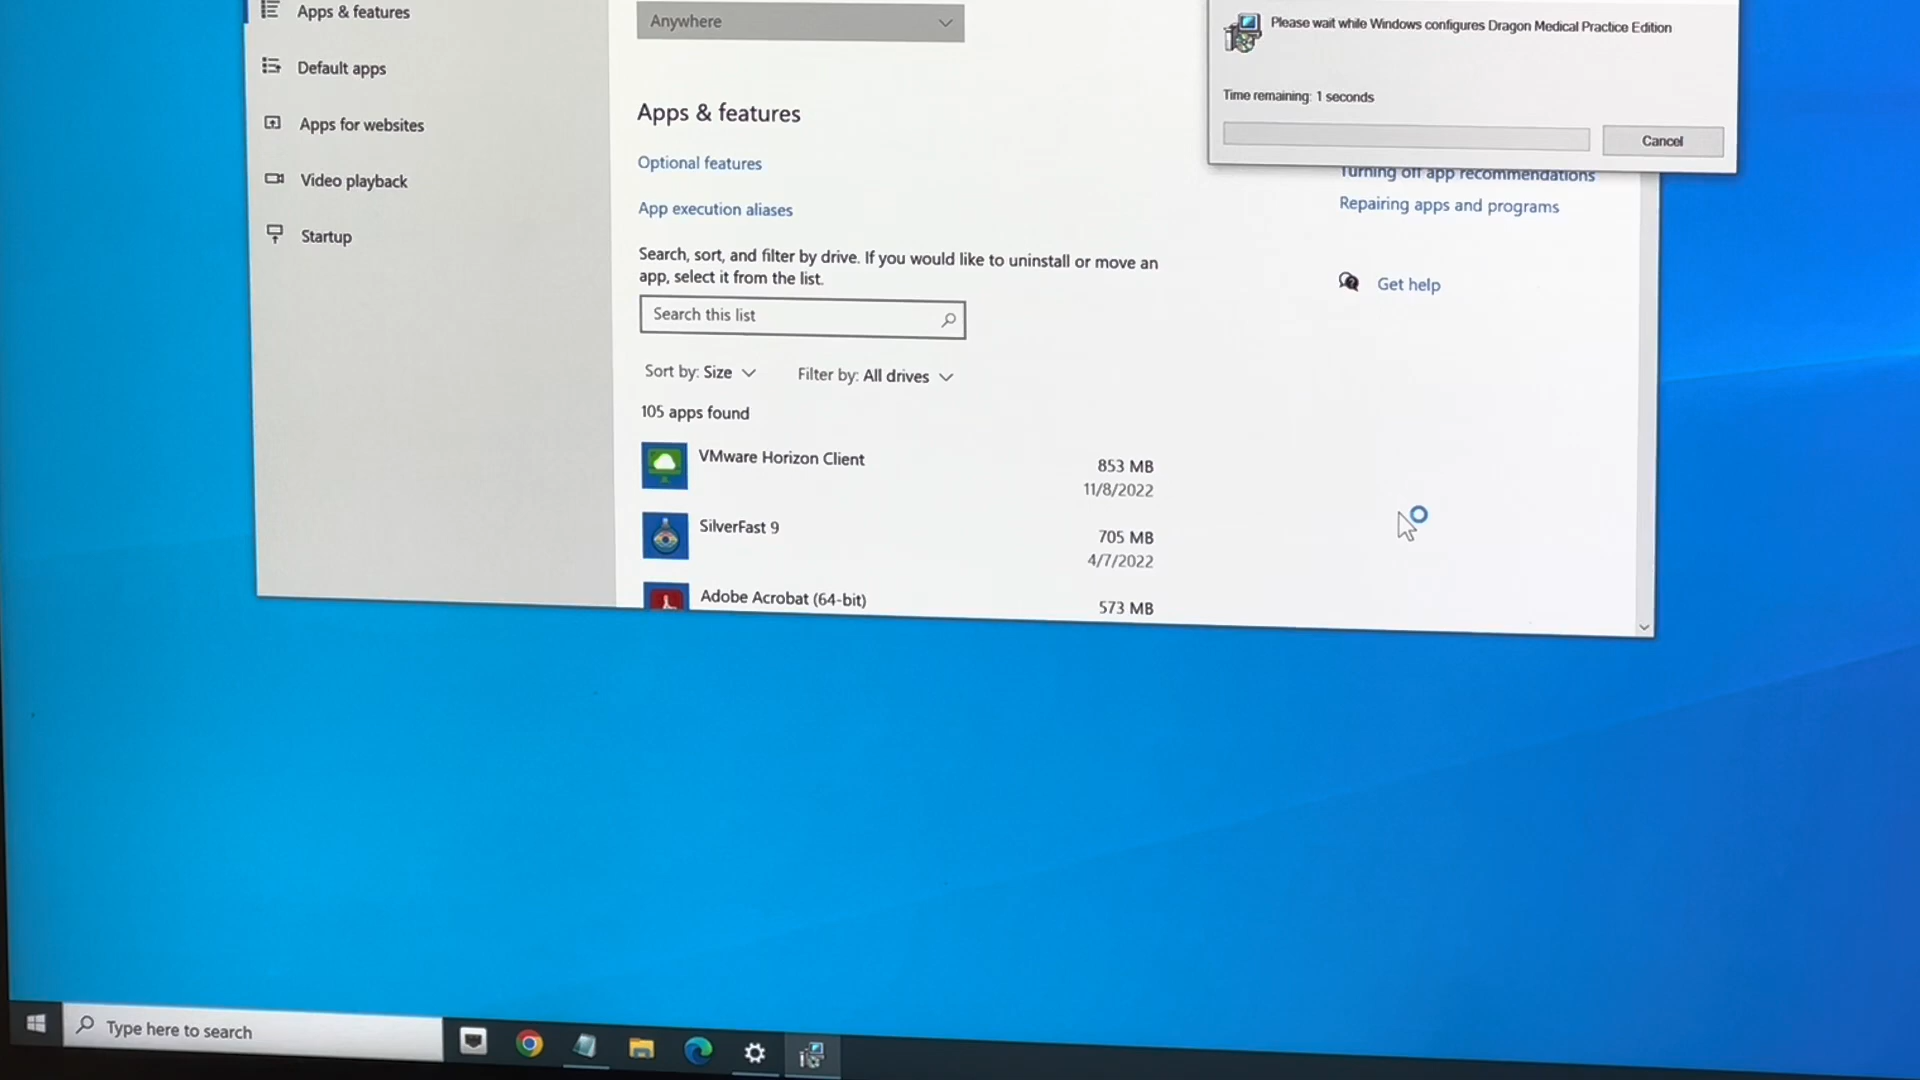 Apps & features
Default apps
Apps for websites
Video playback
Startup
Anywhere
Apps & features
Optional features
App execution aliases
Search, sort, and filter by drive. If you would like to uninstall or move an
app, select it from the list.
Search this list
Sort by: Size
Filter by: All drives
105 apps found
VMware Horizon Client
853 MB
11/8/2022
SilverFast 9
705 MB
4/7/2022
Adobe Acrobat (64-bit)
573 MB
Please wait while Windows configures Dragon Medical Practice Edition
Time remaining: 1 seconds
Cancel
Turning off app recommendations
Repairing apps and programs
Get help
Type here to search